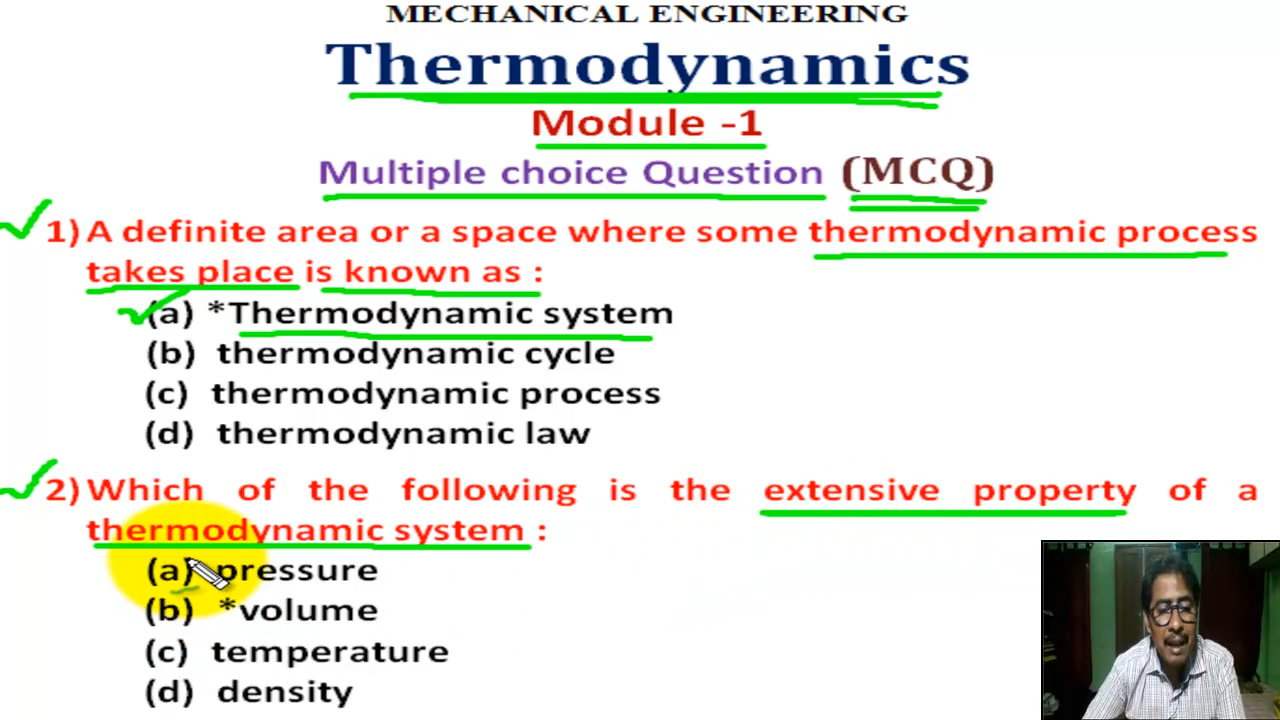 MECHANICAL ENGINEERING
Thermodynamics
Module -1
Multiple choice Question (MCQ)
1) A definite area or a space where some thermodynamic process
takes place is known as :
(a) *Thermodynamic system
(b) thermodynamic cycle
(c) thermodynamic process
(d) thermodynamic law
2) Which of the following is the extensive property of a
thermodynamic system :
(a) pressure
(b) *volume
(c) temperature
(d) density